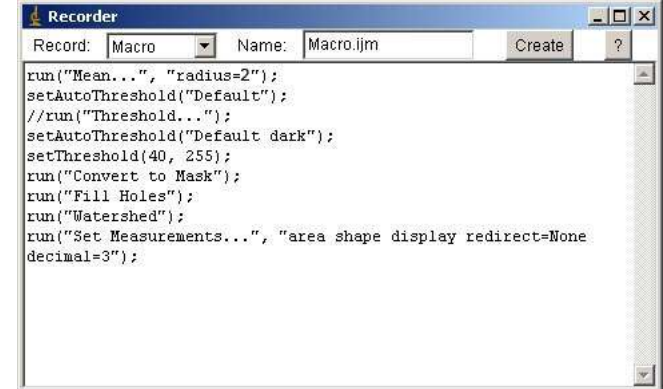 Recorder
Record: Macro Name: Macro.ijm Create ?
run("Mean...", "radius=2");
setAutoThreshold("Default");
//run("Threshold...");
setAutoThreshold("Default dark");
setThreshold(40, 255);
run("Convert to Mask");
run("Fill Holes");
run("Watershed");
run("Set Measurements...", "area shape display redirect=None
decimal=3");